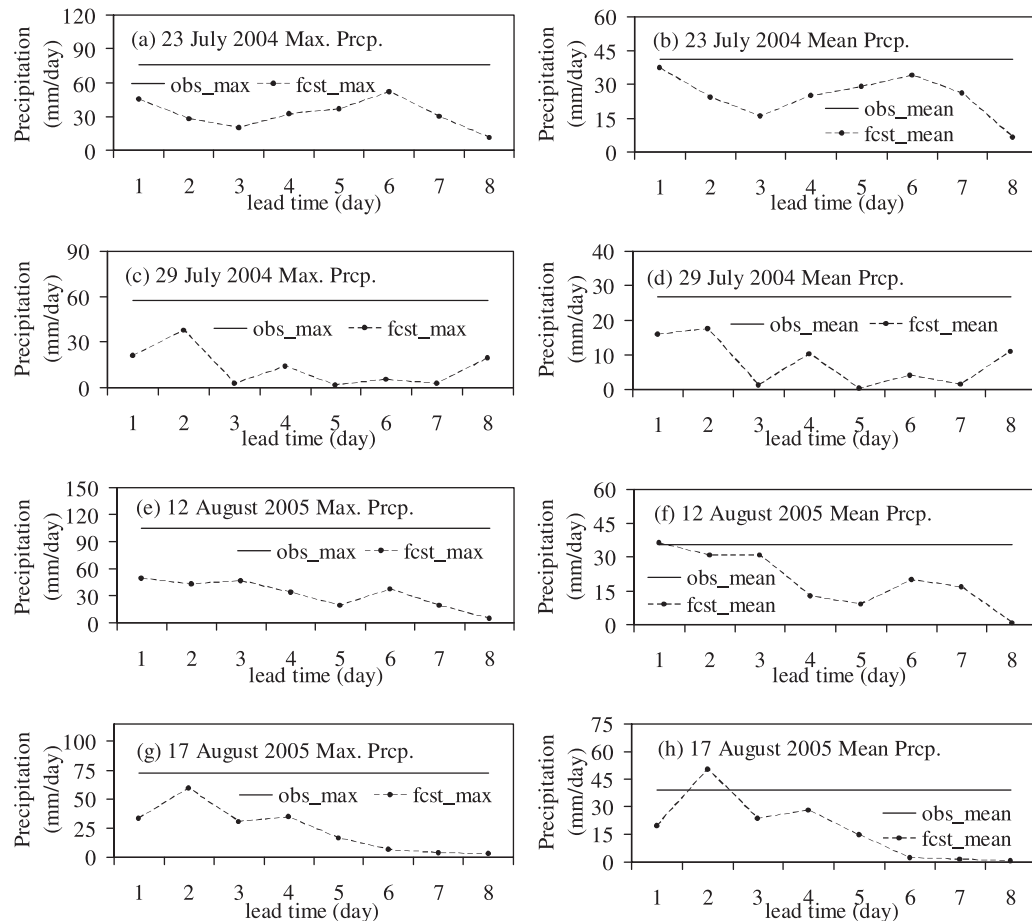 Precipitation
(mm/day)
120
90
60
30
0
(a) 23 July 2004 Max. Prcp.
obs_max fcst_max
1 2 3 4 5 6 7 8
lead time (day)
Precipitation
(mm/day)
60
45
30
15
0
(b) 23 July 2004 Mean Prcp.
obs_mean
fcst_mean
1 2 3 4 5 6 7 8
lead time (day)
Precipitation
(mm/day)
90
60
30
0
(c) 29 July 2004 Max. Prcp.
obs_max fcst_max
1 2 3 4 5 6 7 8
lead time (day)
Precipitation
(mm/day)
40
30
20
10
0
(d) 29 July 2004 Mean Prcp.
obs_mean fcst_mean
1 2 3 4 5 6 7 8
lead time (day)
Precipitation
(mm/day)
150
120
90
60
30
0
(e) 12 August 2005 Max. Prcp.
obs_max fcst_max
1 2 3 4 5 6 7 8
lead time (day)
Precipitation
(mm/day)
60
45
30
15
0
(f) 12 August 2005 Mean Prcp.
obs_mean
fcst_mean
1 2 3 4 5 6 7 8
lead time (day)
Precipitation
(mm/day)
100
75
50
25
0
(g) 17 August 2005 Max. Prcp.
obs_max fcst_max
1 2 3 4 5 6 7 8
lead time (day)
Precipitation
(mm/day)
75
60
45
30
15
0
(h) 17 August 2005 Mean Prcp.
obs_mean
fcst_mean
1 2 3 4 5 6 7 8
lead time (day)